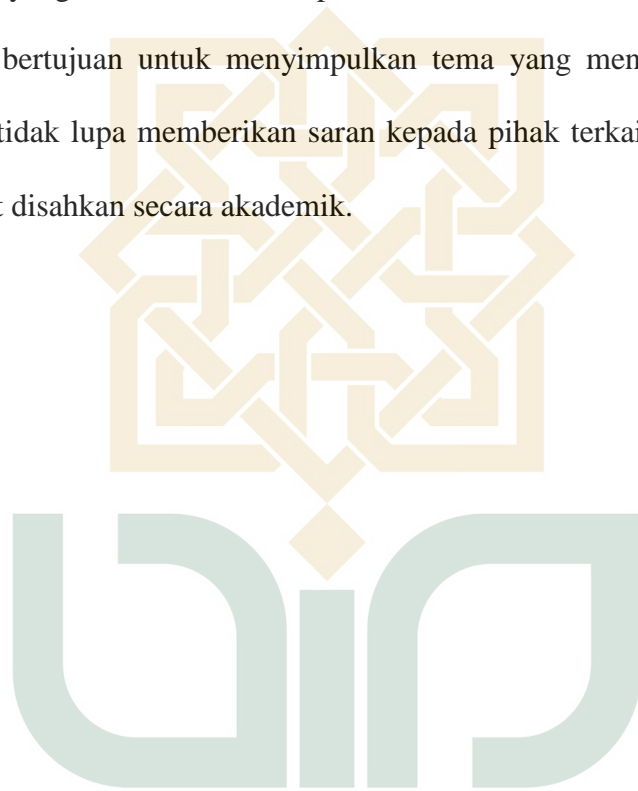 bertujuan untuk menyimpulkan tema yang men
tidak lupa memberikan saran kepada pihak terkai
disahkan secara akademik.